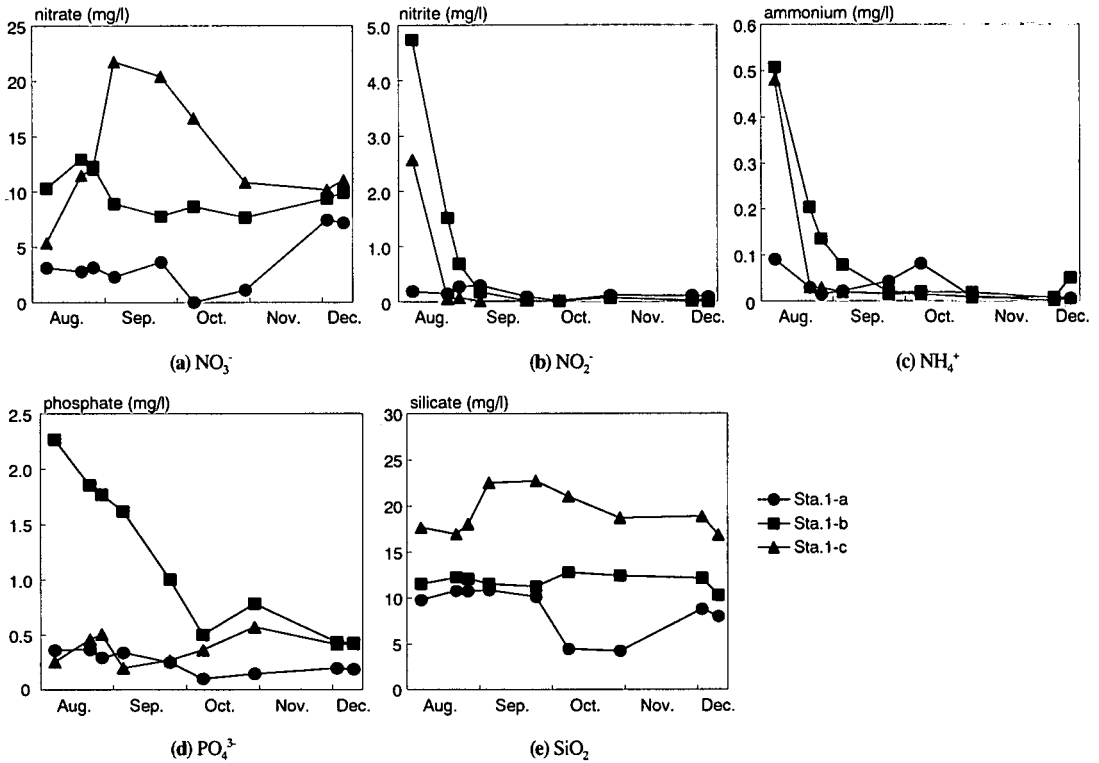 nitrate (mg/l)
25
20
15
10
5
0
Aug. Sep. Oct. Nov. Dec.
(a) NO₃⁻
nitrite (mg/l)
5.0
4.0
3.0
2.0
1.0
0
Aug. Sep. Oct. Nov. Dec.
(b) NO₂⁻
ammonium (mg/l)
0.6
0.5
0.4
0.3
0.2
0.1
0
Aug. Sep. Oct. Nov. Dec.
(c) NH₄⁺
phosphate (mg/l)
2.5
2.0
1.5
1.0
0.5
0
Aug. Sep. Oct. Nov. Dec.
(d) PO₄³⁻
silicate (mg/l)
30
25
20
15
10
5
0
Aug. Sep. Oct. Nov. Dec.
(e) SiO₂
Sta.1-a
Sta.1-b
Sta.1-c